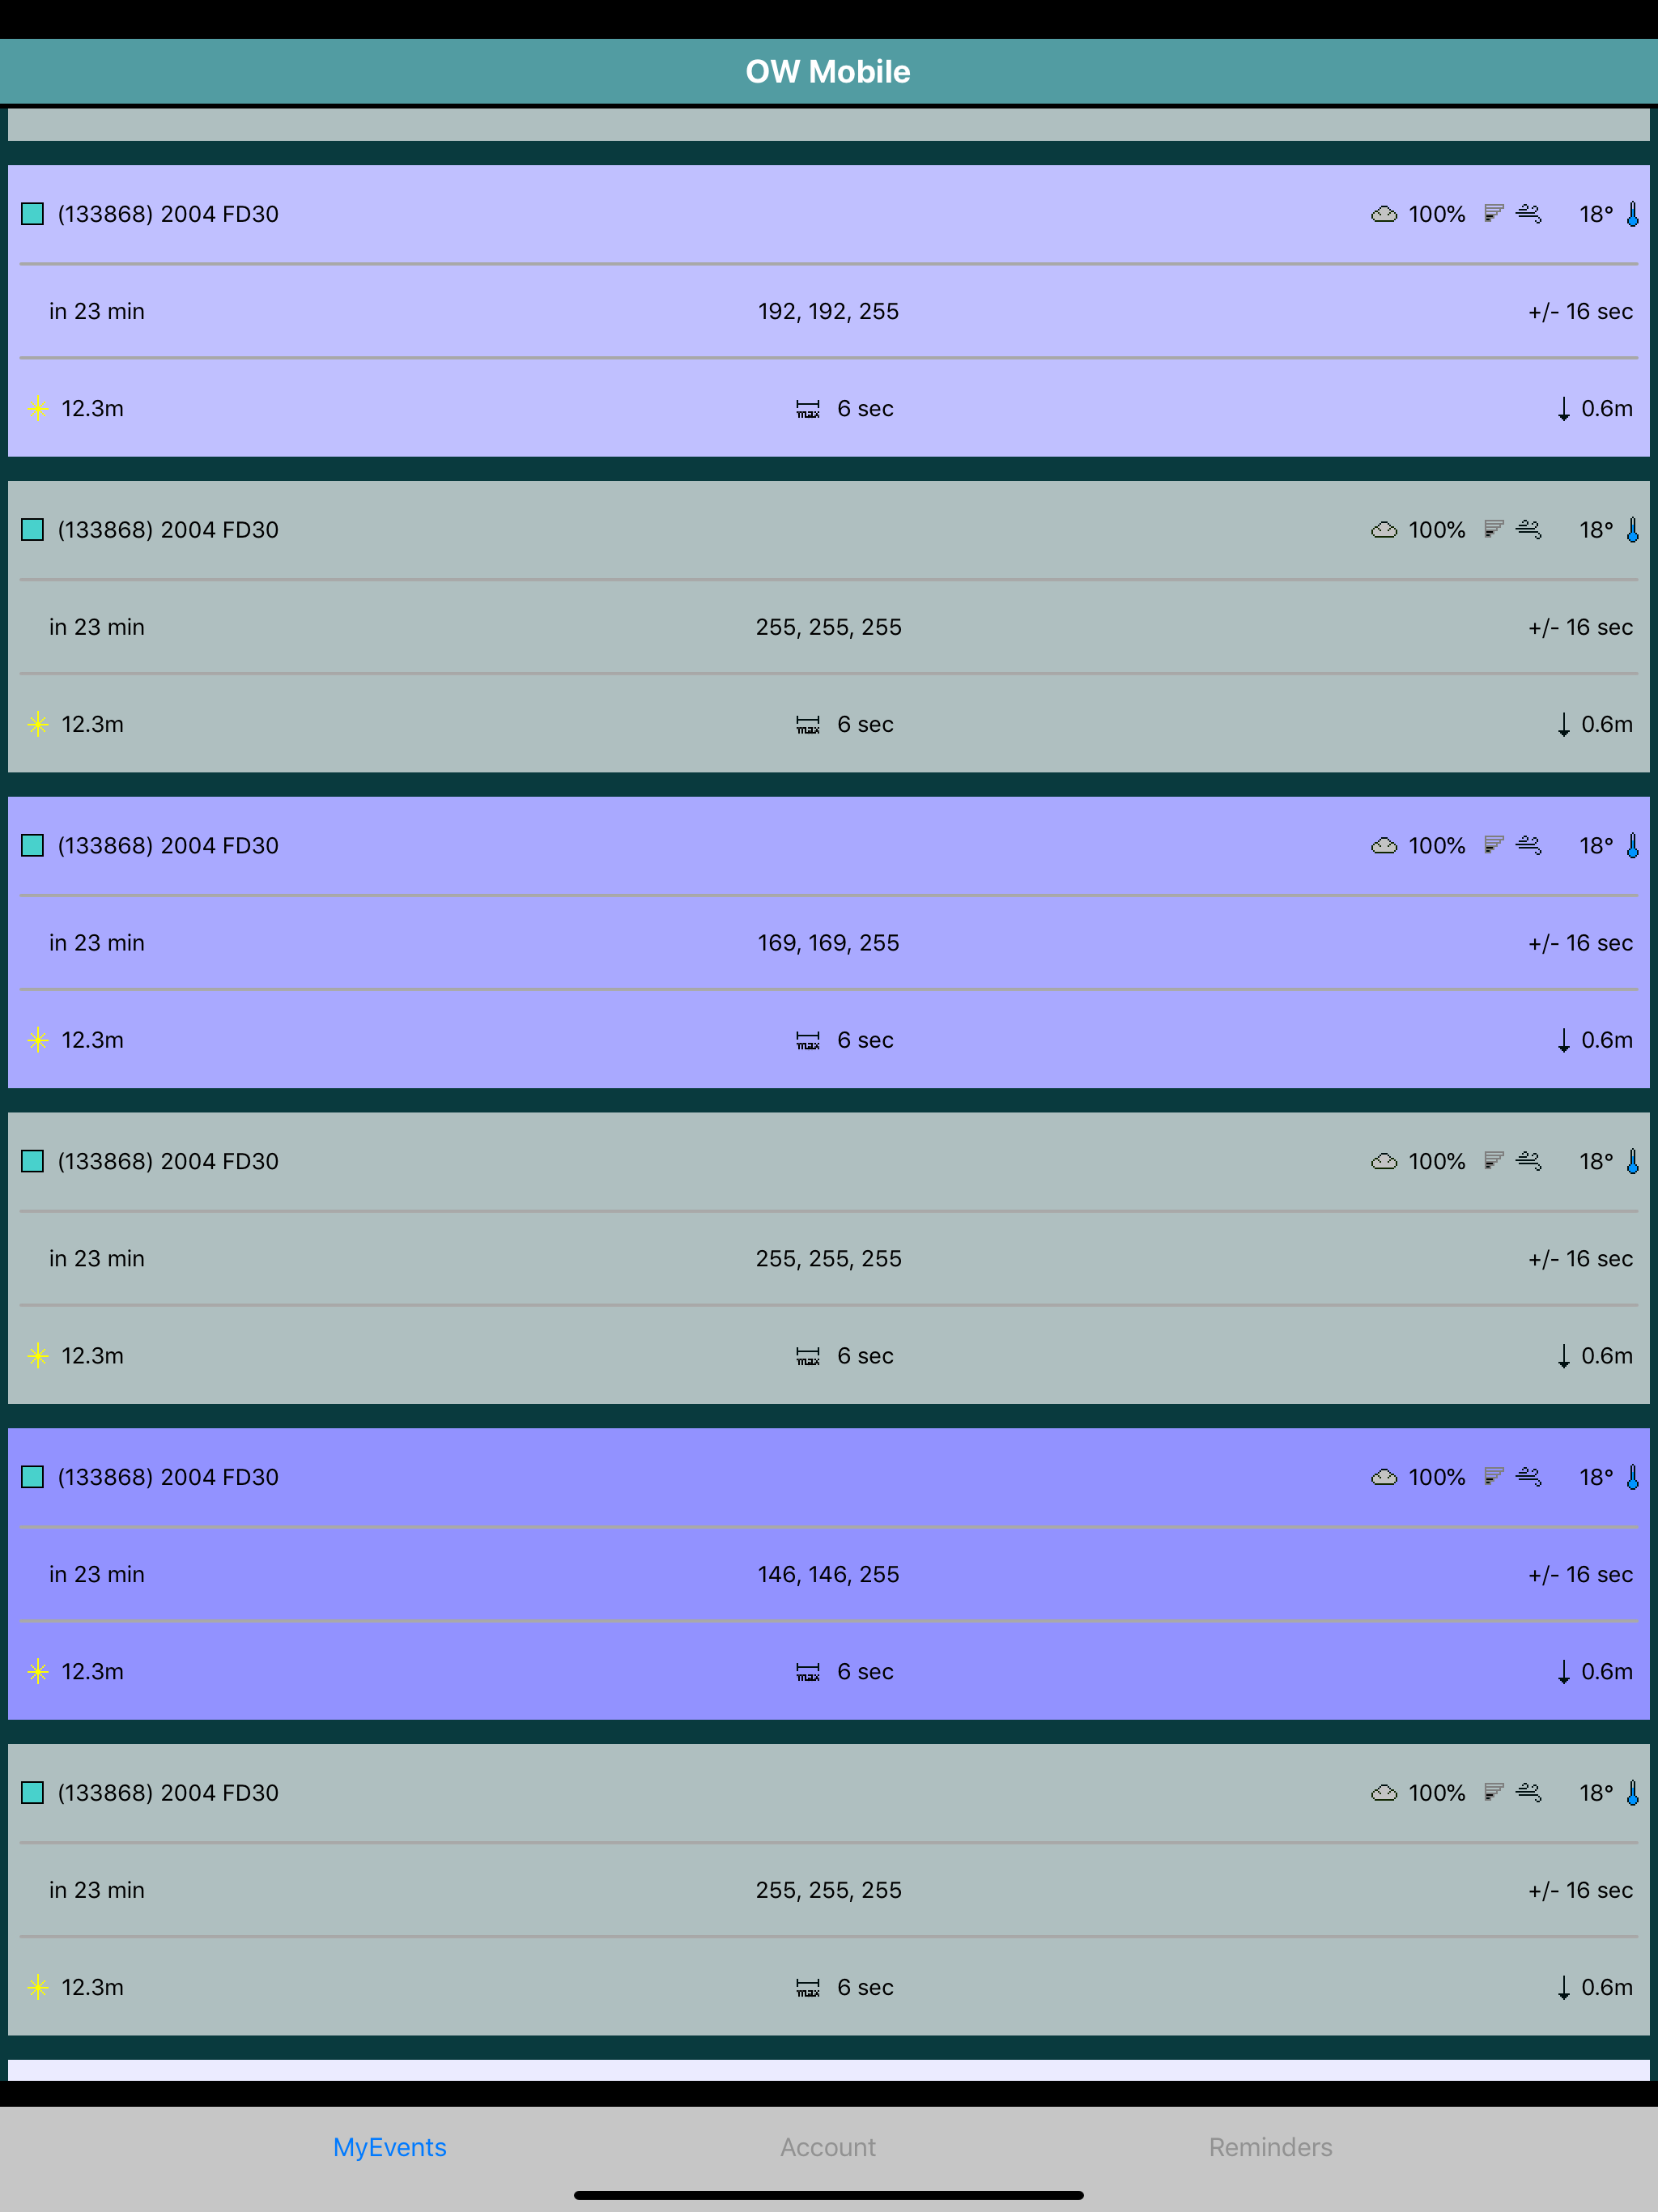 OW Mobile
(133868) 2004 FD30 100% 18°
in 23 min 192, 192, 255 +/- 16 sec
12.3m max 6 sec 0.6m
(133868) 2004 FD30 100% 18°
in 23 min 255, 255, 255 +/- 16 sec
12.3m max 6 sec 0.6m
(133868) 2004 FD30 100% 18°
in 23 min 169, 169, 255 +/- 16 sec
12.3m max 6 sec 0.6m
(133868) 2004 FD30 100% 18°
in 23 min 255, 255, 255 +/- 16 sec
12.3m max 6 sec 0.6m
(133868) 2004 FD30 100% 18°
in 23 min 146, 146, 255 +/- 16 sec
12.3m max 6 sec 0.6m
(133868) 2004 FD30 100% 18°
in 23 min 255, 255, 255 +/- 16 sec
12.3m max 6 sec 0.6m
MyEvents Account Reminders